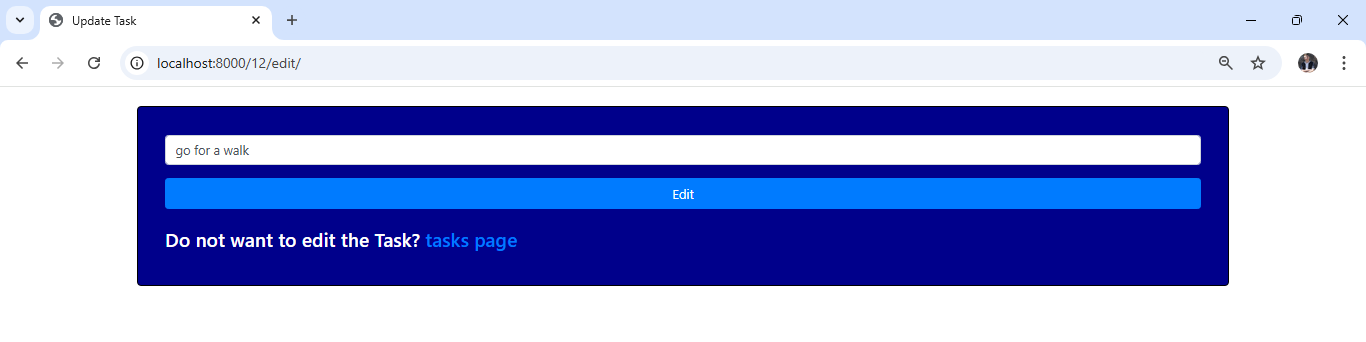 Update Task
localhost:8000/12/edit/
go for a walk
Edit
Do not want to edit the Task? tasks page